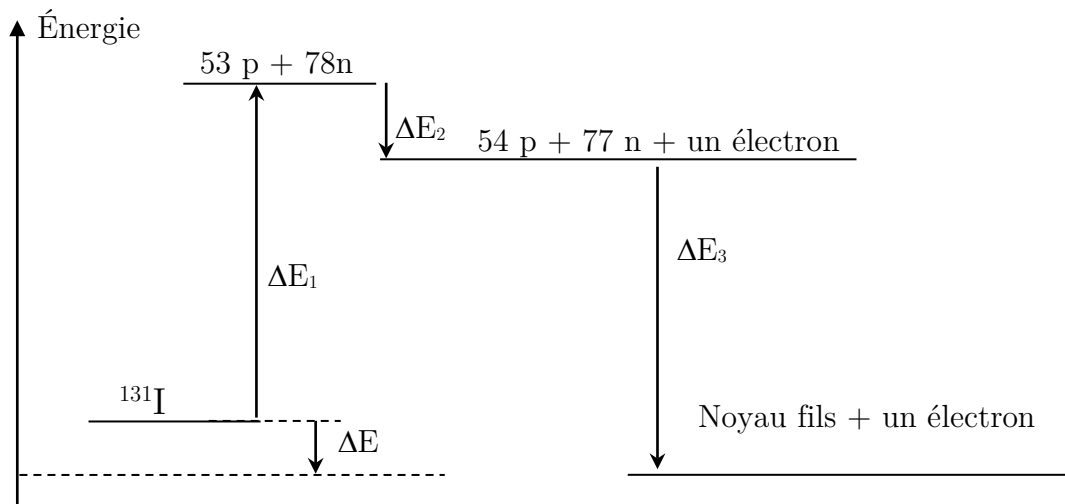 Énergie
53 p + 78n
ΔE₂
54 p + 77 n + un électron
ΔE₃
ΔE₁
¹³¹I
Noyau fils + un électron
ΔE